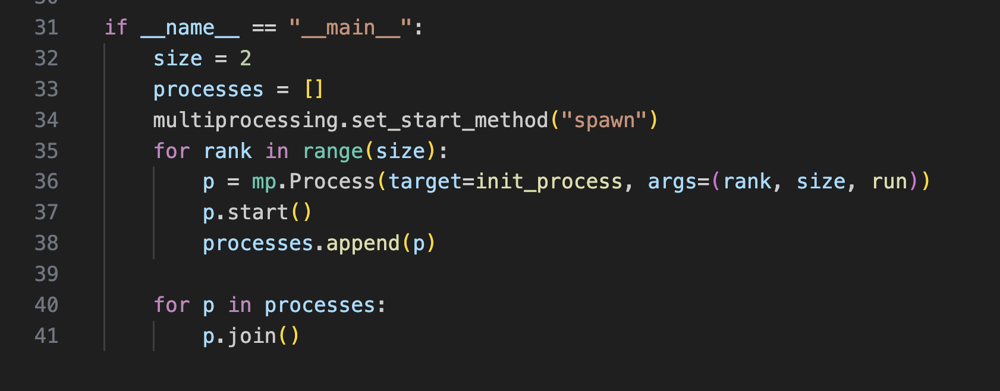 31 if __name__ == "__main__":
32 size = 2
33 processes = []
34 multiprocessing.set_start_method("spawn")
35 for rank in range(size):
36 p = mp.Process(target=init_process, args=(rank, size, run))
37 p.start()
38 processes.append(p)
39
40 for p in processes:
41 p.join()